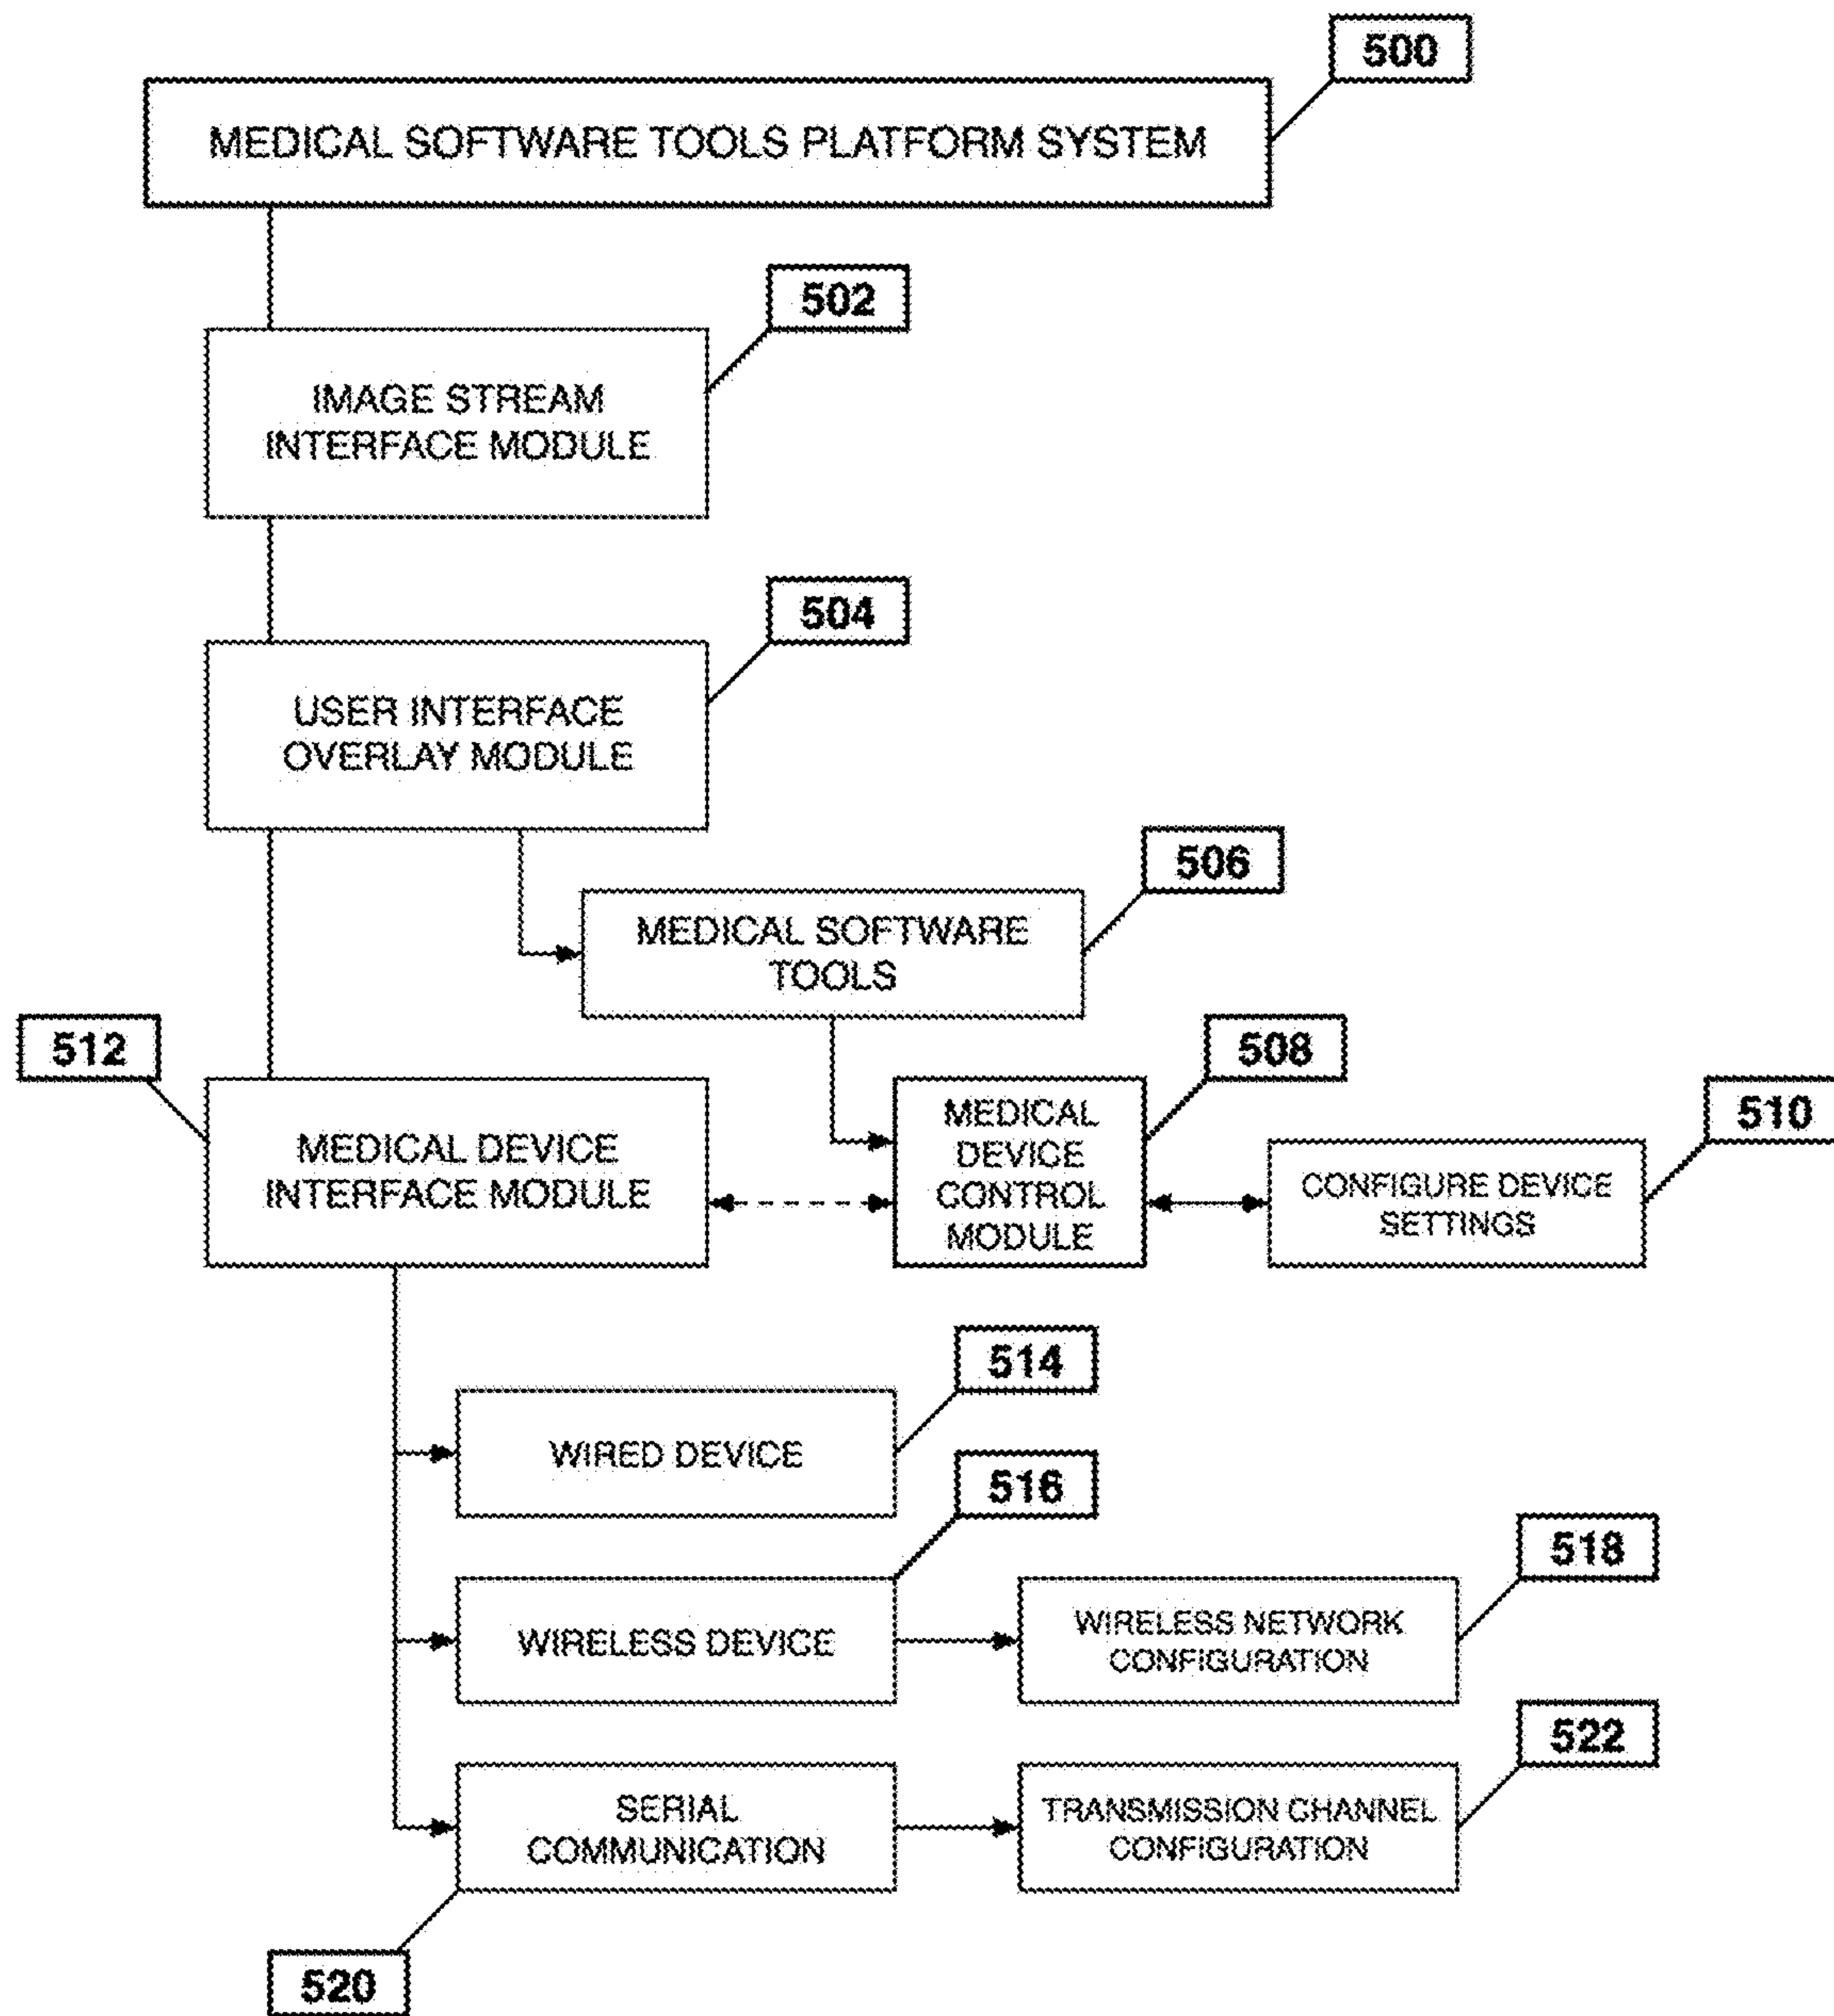 500
MEDICAL SOFTWARE TOOLS PLATFORM SYSTEM
502
IMAGE STREAM
INTERFACE MODULE
504
USER INTERFACE
OVERLAY MODULE
506
MEDICAL SOFTWARE
TOOLS
512
MEDICAL DEVICE
INTERFACE MODULE
508
MEDICAL
DEVICE
CONTROL
MODULE
510
CONFIGURE DEVICE
SETTINGS
514
WIRED DEVICE
516
WIRELESS DEVICE
518
WIRELESS NETWORK
CONFIGURATION
520
SERIAL
COMMUNICATION
522
TRANSMISSION CHANNEL
CONFIGURATION